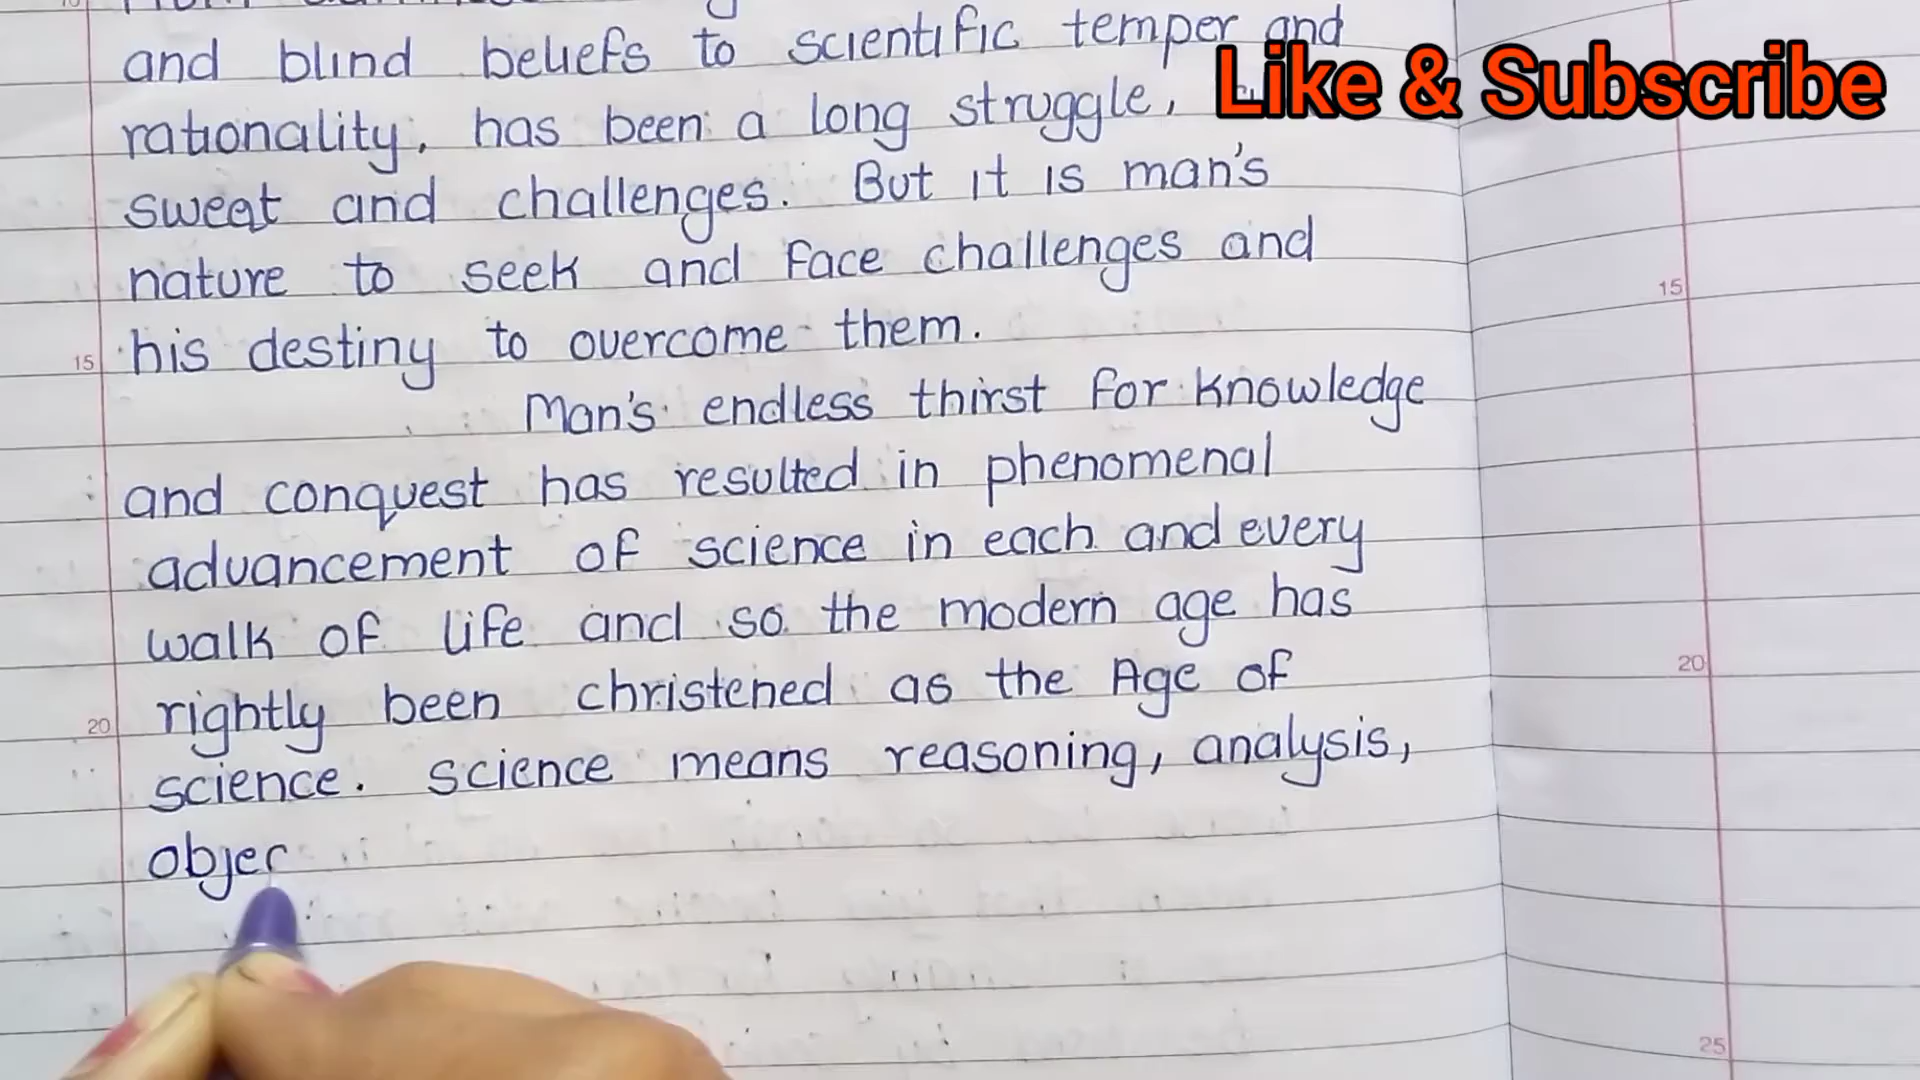 and blind beliefs to scientific temper and
Like & Subscribe
rationality, has been a long struggle,
sweat and challenges. But it is man's
nature to seek and face challenges and
15
his destiny to overcome them.
15
Man's endless thirst for knowledge
and conquest has resulted in phenomenal
advancement of science in each and every
walk of life and so the modern age has
20
rightly been christened as the Age of
20
science. science means reasoning, analysis,
objec
25